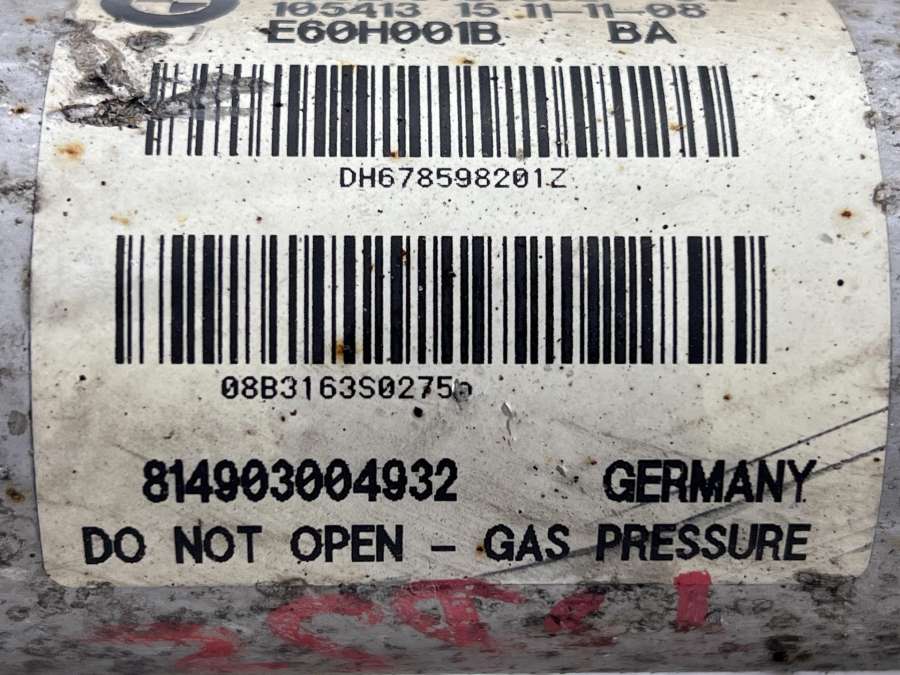 105413 15 11-11-08
E60H001B BA
DH678598201Z
08B3163S0275
814903004932 GERMANY
DO NOT OPEN - GAS PRESSURE